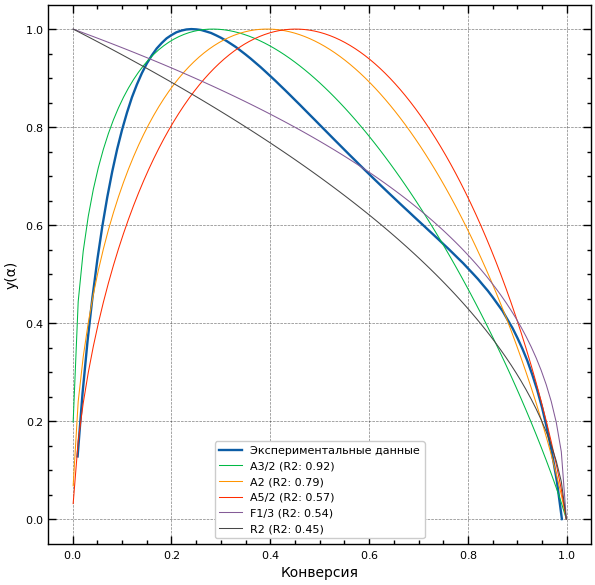 y(α)
1.0
0.8
0.6
0.4
0.2
0.0
Экспериментальные данные
A3/2 (R2: 0.92)
A2 (R2: 0.79)
A5/2 (R2: 0.57)
F1/3 (R2: 0.54)
R2 (R2: 0.45)
0.0 0.2 0.4 0.6 0.8 1.0
Конверсия